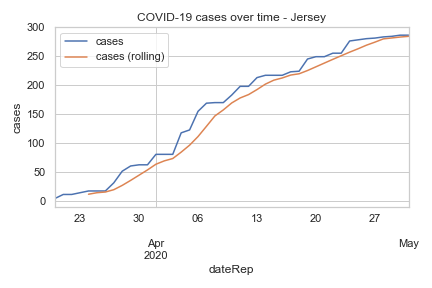 COVID-19 cases over time - Jersey
cases
cases (rolling)
300
250
200
150
100
50
0
cases
23 30 06 13 20 27
Apr May
2020
dateRep